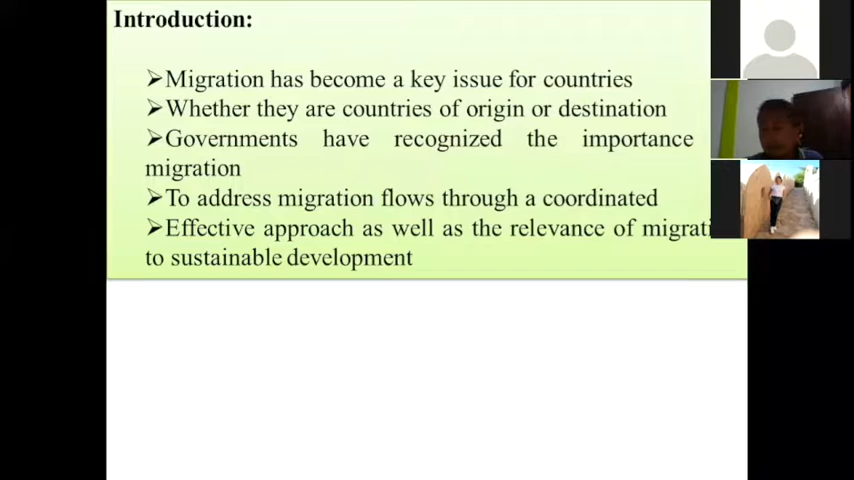 Introduction:
➢Migration has become a key issue for countries
➢Whether they are countries of origin or destination
➢Governments have recognized the importance
migration
➢To address migration flows through a coordinated
➢Effective approach as well as the relevance of
to sustainable development